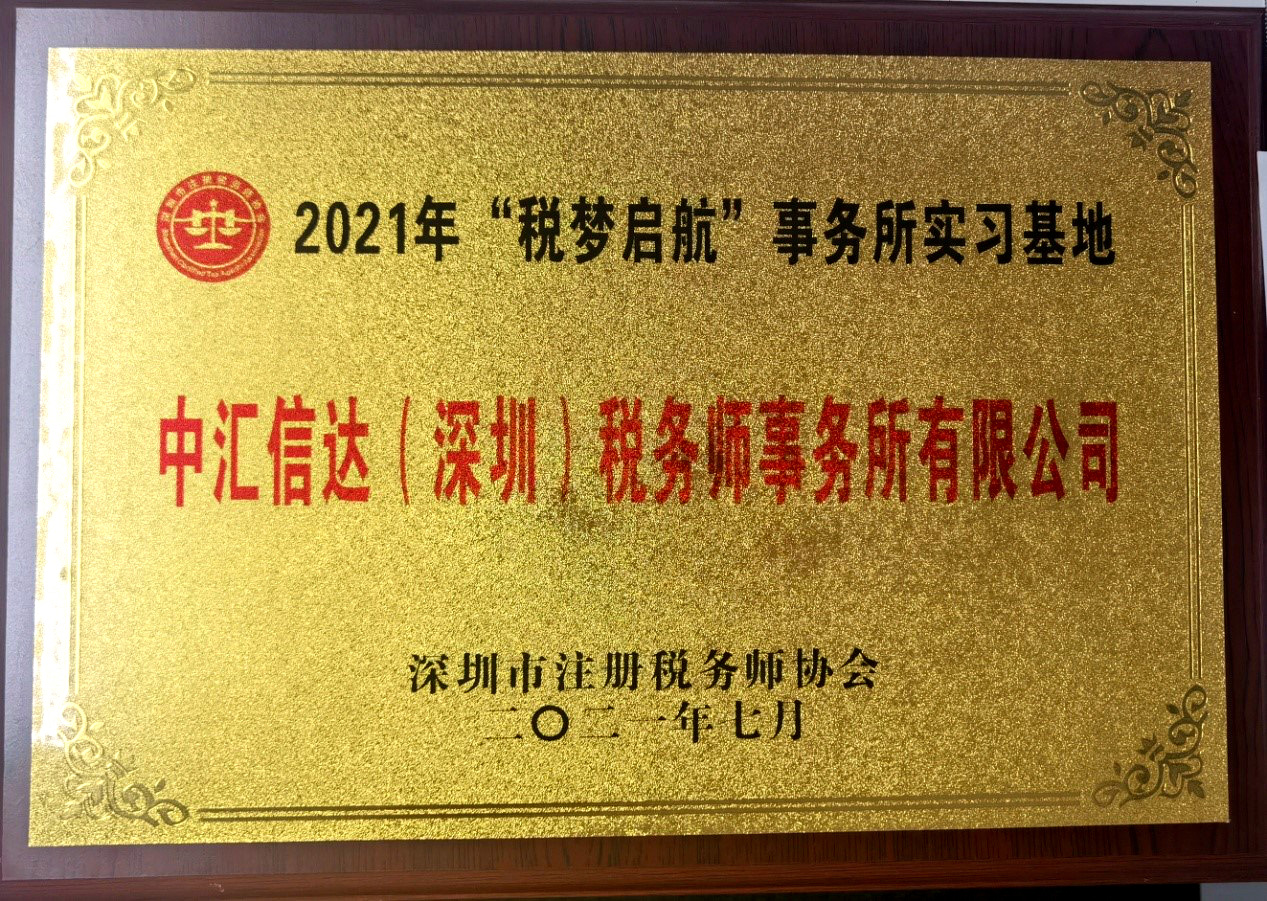 2021年“税梦启航”事务所实习基地
中汇信达（深圳）税务师事务所有限公司
深圳市注册税务师协会
二〇二一年七月